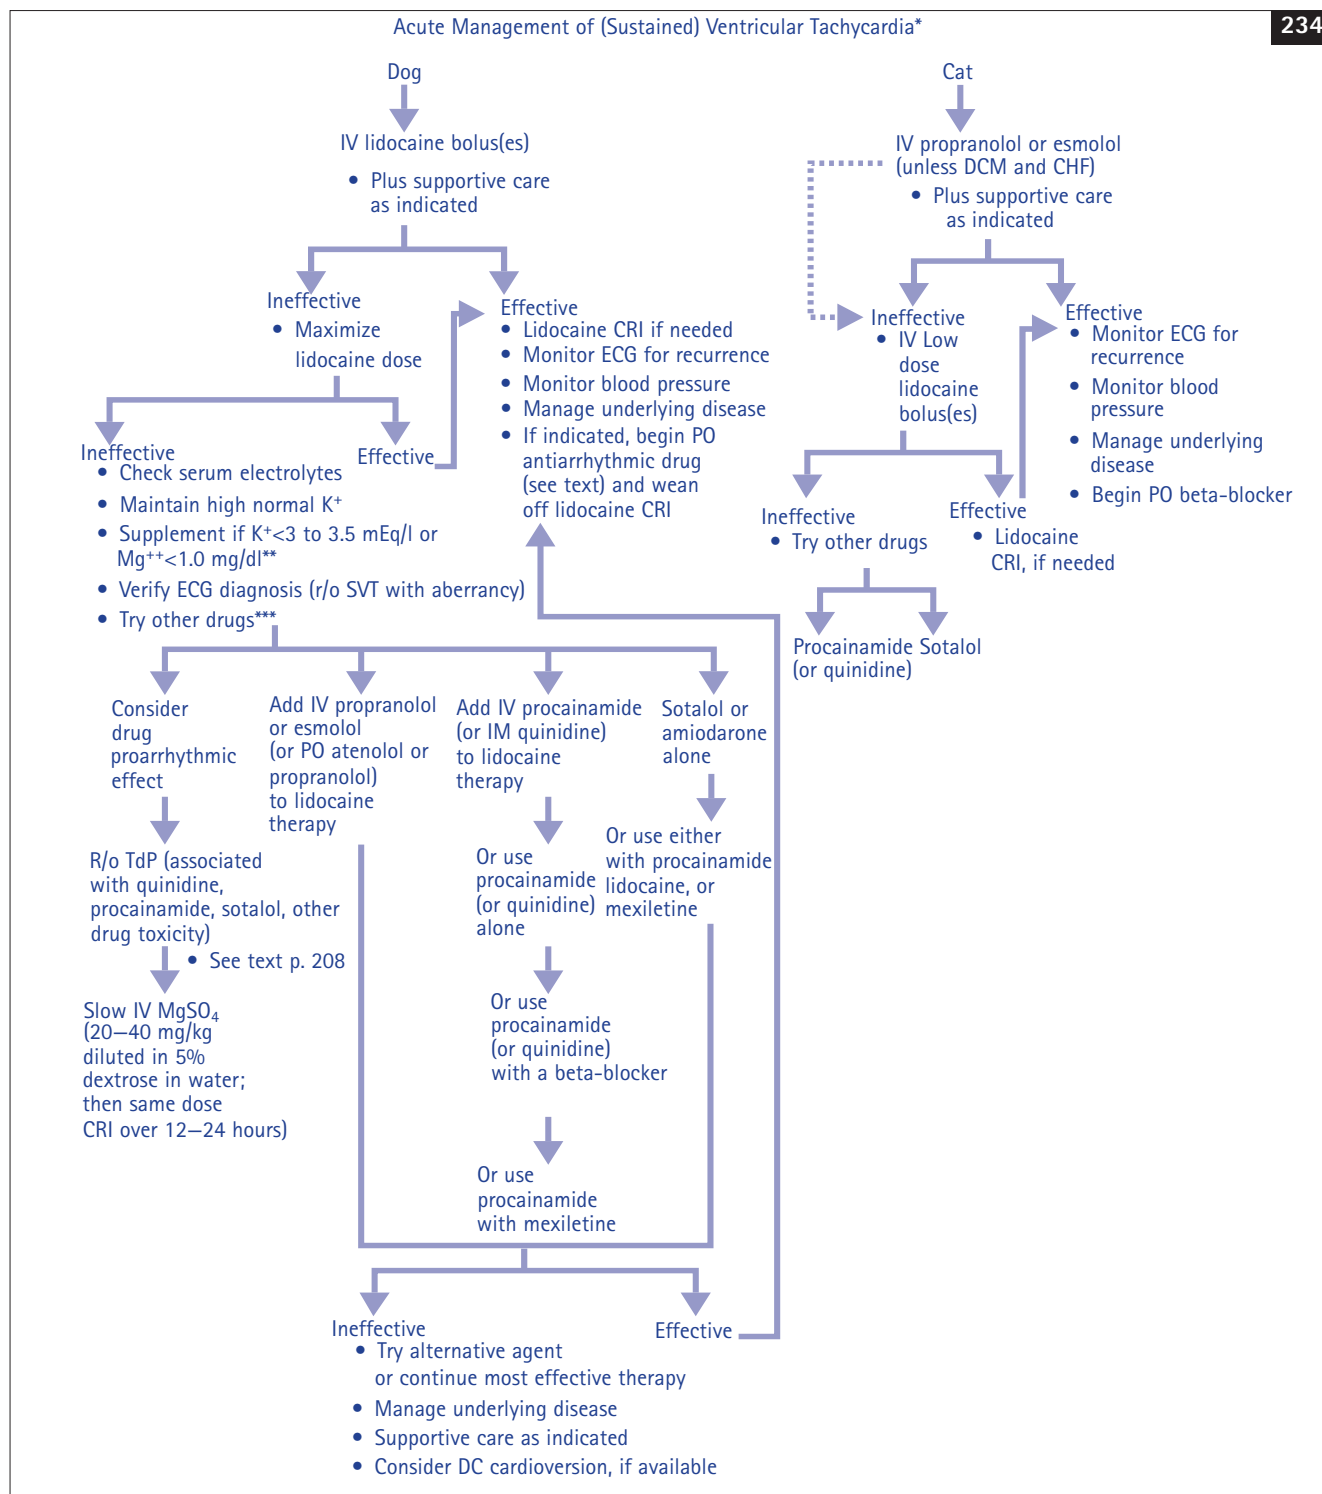 Acute Management of (Sustained) Ventricular Tachycardia*
234
Dog
IV lidocaine bolus(es)
• Plus supportive care
as indicated
Ineffective
• Maximize
lidocaine dose
Effective
• Lidocaine CRI if needed
• Monitor ECG for recurrence
• Monitor blood pressure
• Manage underlying disease
• If indicated, begin PO
antiarrhythmic drug
(see text) and wean
off lidocaine CRI
Ineffective
• Check serum electrolytes
• Maintain high normal K⁺
• Supplement if K⁺<3 to 3.5 mEq/l or
Mg⁺⁺<1.0 mg/dl**
• Verify ECG diagnosis (r/o SVT with aberrancy)
• Try other drugs***
Effective
Consider
drug
proarrhythmic
effect
R/o TdP (associated
with quinidine,
procainamide, sotalol, other
drug toxicity)
• See text p. 208
Slow IV MgSO₄
(20–40 mg/kg
diluted in 5%
dextrose in water;
then same dose
CRI over 12–24 hours)
Add IV propranolol
or esmolol
(or PO atenolol or
propranolol)
to lidocaine
therapy
Add IV procainamide
(or IM quinidine)
to lidocaine
therapy
Or use
procainamide
(or quinidine)
alone
Or use
procainamide
(or quinidine)
with a beta-blocker
Or use
procainamide
with mexiletine
Sotalol or
amiodarone
alone
Or use either
with procainamide
lidocaine, or
mexiletine
Ineffective
• Try alternative agent
or continue most effective therapy
• Manage underlying disease
• Supportive care as indicated
• Consider DC cardioversion, if available
Effective
Cat
IV propranolol or esmolol
(unless DCM and CHF)
• Plus supportive care
as indicated
Ineffective
• IV Low
dose
lidocaine
bolus(es)
Effective
• Monitor ECG for
recurrence
• Monitor blood
pressure
• Manage underlying
disease
• Begin PO beta-blocker
Ineffective
• Try other drugs
Effective
• Lidocaine
CRI, if needed
Procainamide
(or quinidine)
Sotalol